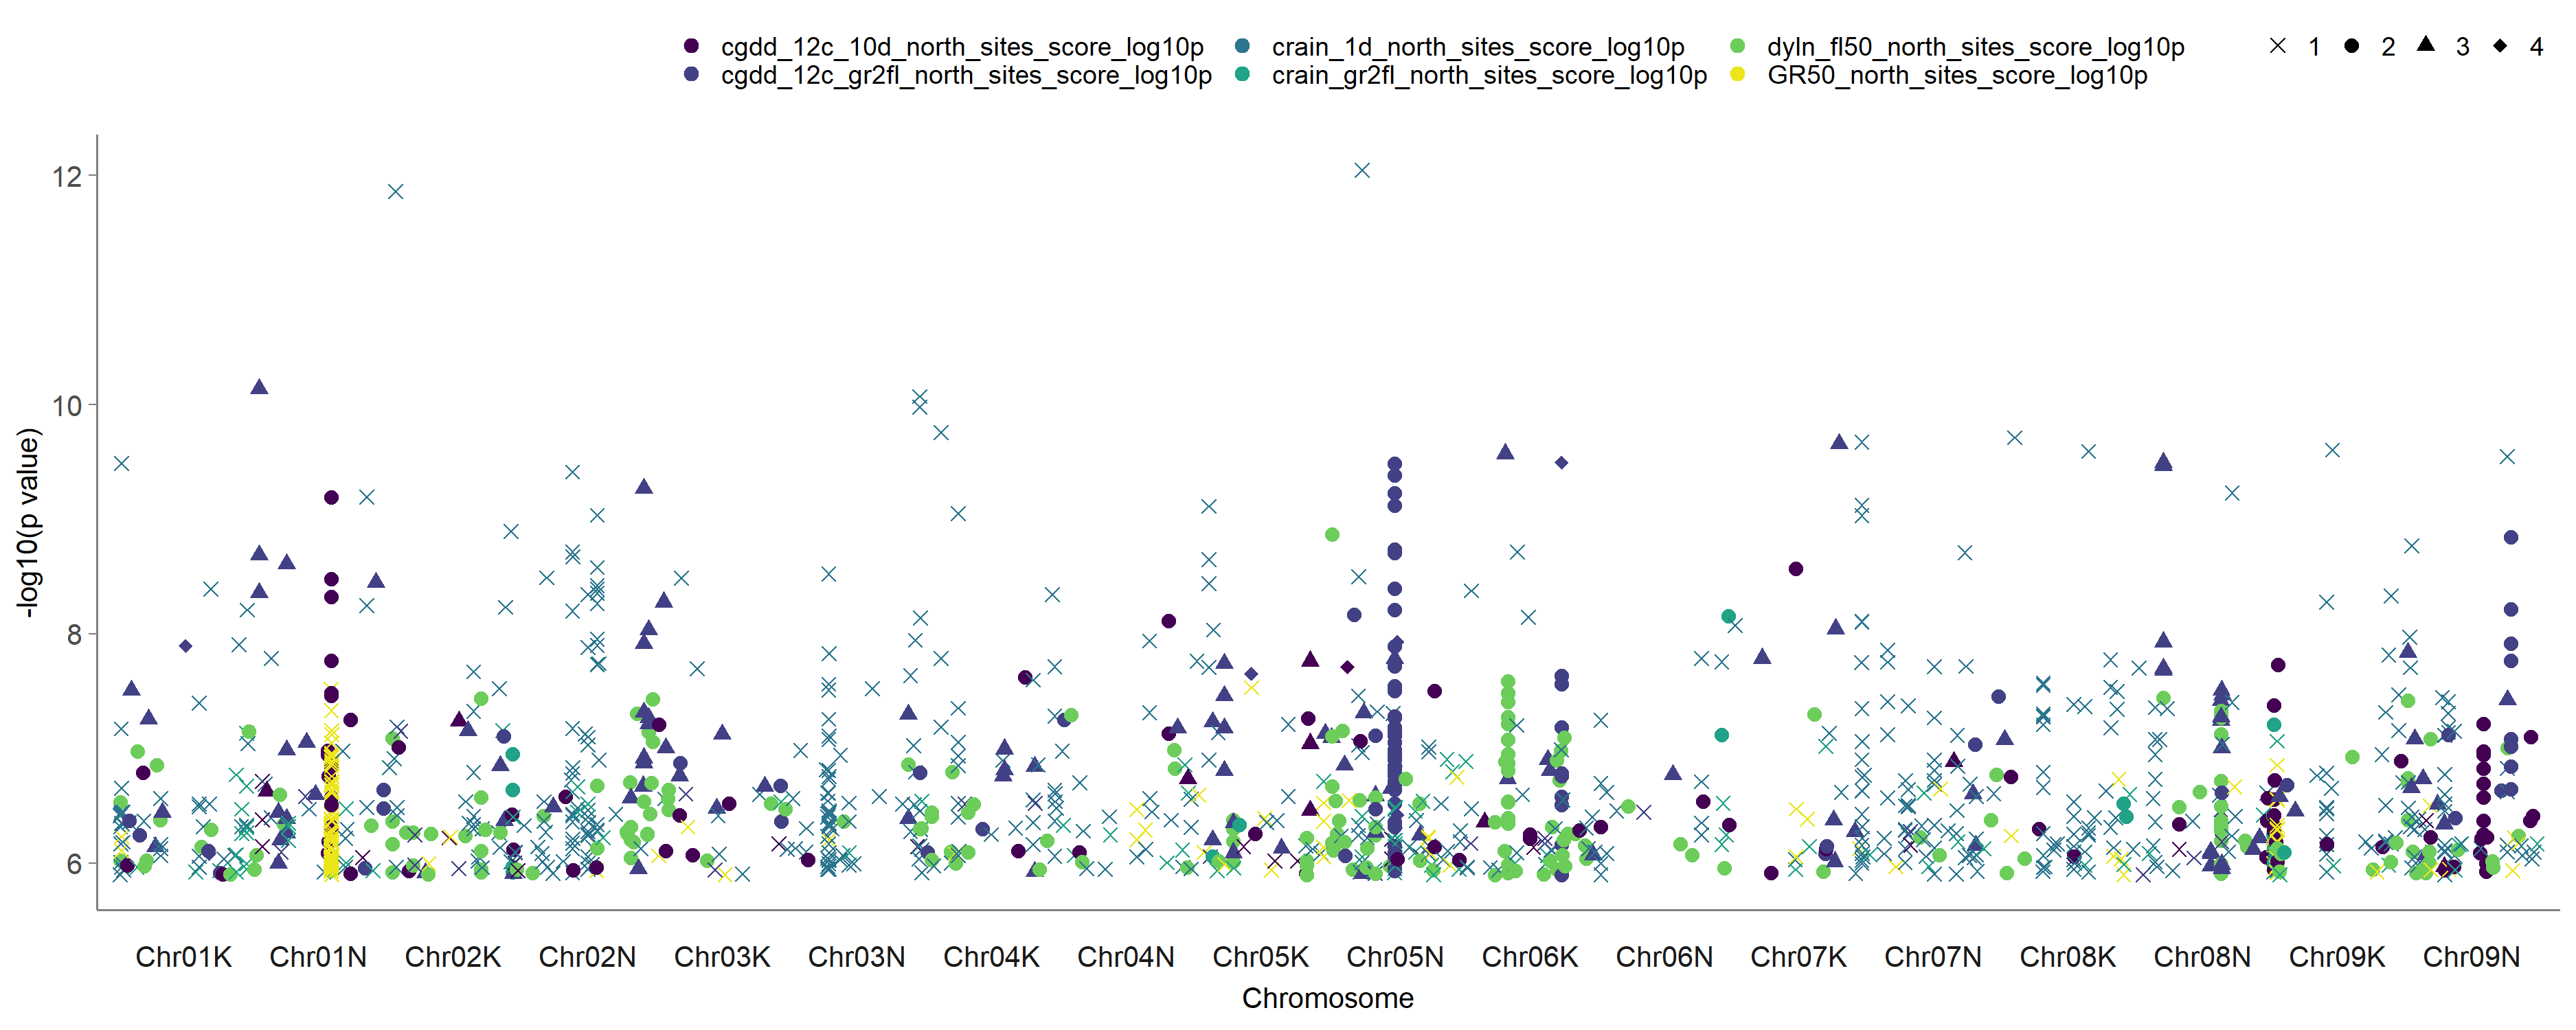 cgdd_12c_10d_north_sites_score_log10p crain_1d_north_sites_score_log10p dyln_fl50_north_sites_score_log10p 1 2 3 4
cgdd_12c_gr2fl_north_sites_score_log10p crain_gr2fl_north_sites_score_log10p GR50_north_sites_score_log10p
12
10
8
6
-log10(p value)
Chr01K Chr01N Chr02K Chr02N Chr03K Chr03N Chr04K Chr04N Chr05K Chr05N Chr06K Chr06N Chr07K Chr07N Chr08K Chr08N Chr09K Chr09N
Chromosome